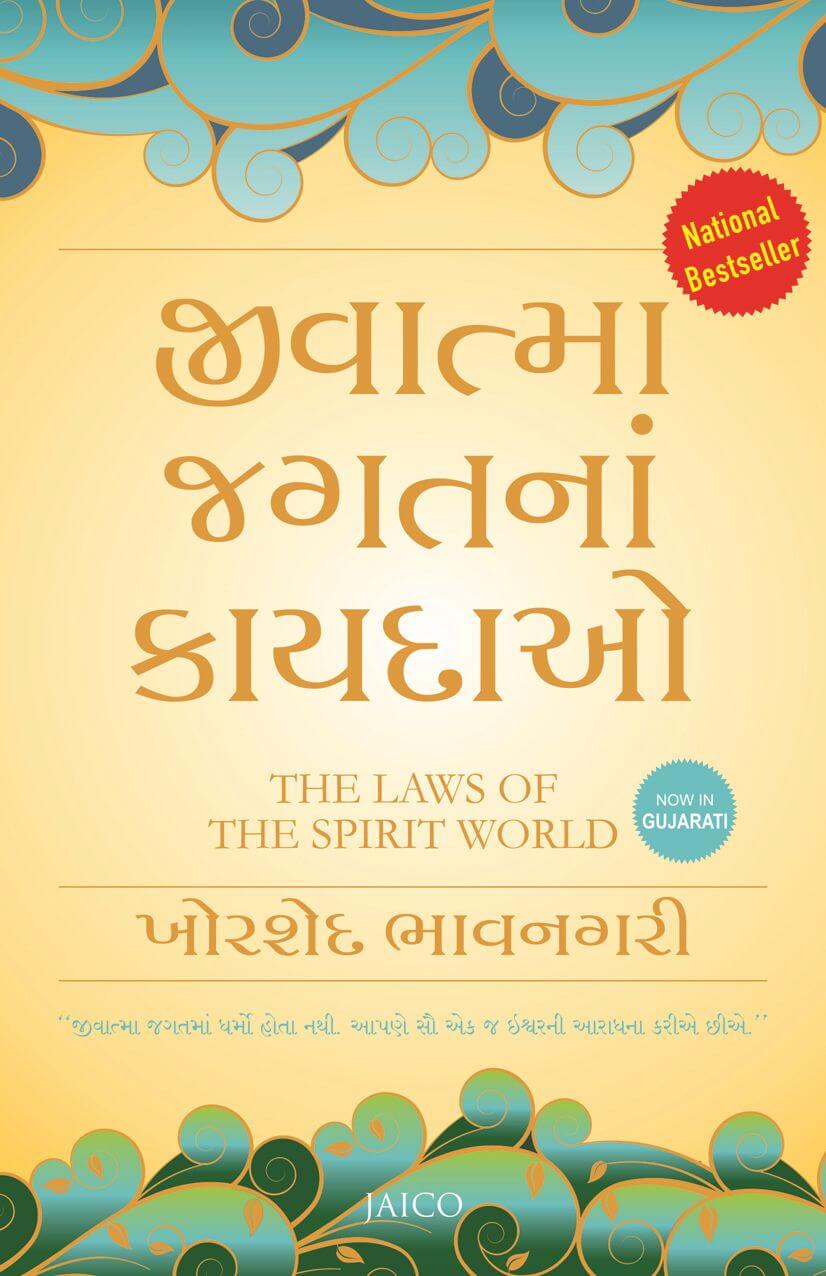 National
Bestseller
જીવાત્મા
જગતનાં
કાયદાઓ
THE LAWS OF
THE SPIRIT WORLD
NOW IN
GUJARATI
ખોરશેદ ભાવનગરી
‘‘જીવાત્મા જગતમાં ધર્મો હોતા નથી. આપણે સૌ એક જ ઇશ્વરની આરાધના કરીએ છીએ.’’
JAICO